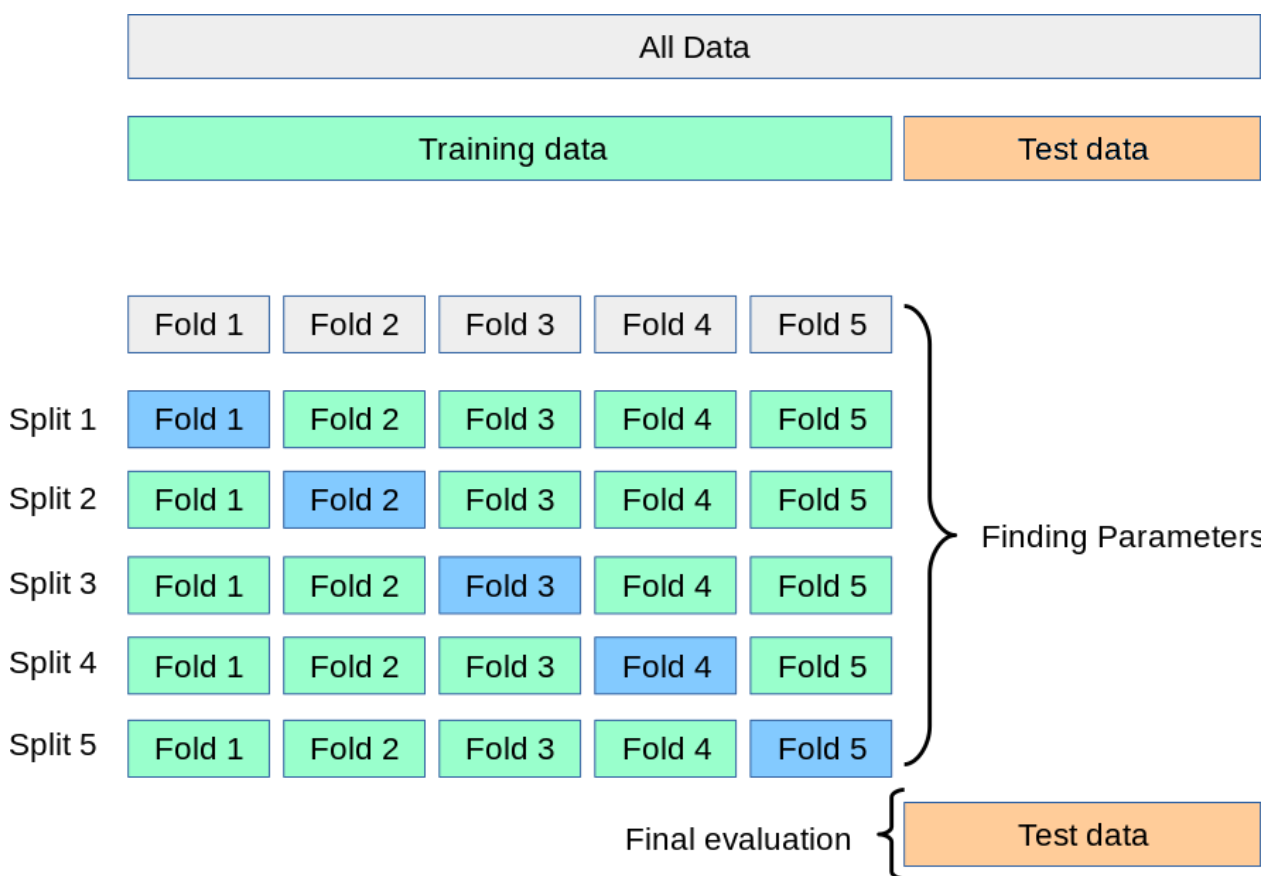 All Data
Training data Test data
Fold 1 Fold 2 Fold 3 Fold 4 Fold 5
Split 1 Fold 1 Fold 2 Fold 3 Fold 4 Fold 5
Split 2 Fold 1 Fold 2 Fold 3 Fold 4 Fold 5
Finding Parameters
Split 3 Fold 1 Fold 2 Fold 3 Fold 4 Fold 5
Split 4 Fold 1 Fold 2 Fold 3 Fold 4 Fold 5
Split 5 Fold 1 Fold 2 Fold 3 Fold 4 Fold 5
Final evaluation Test data